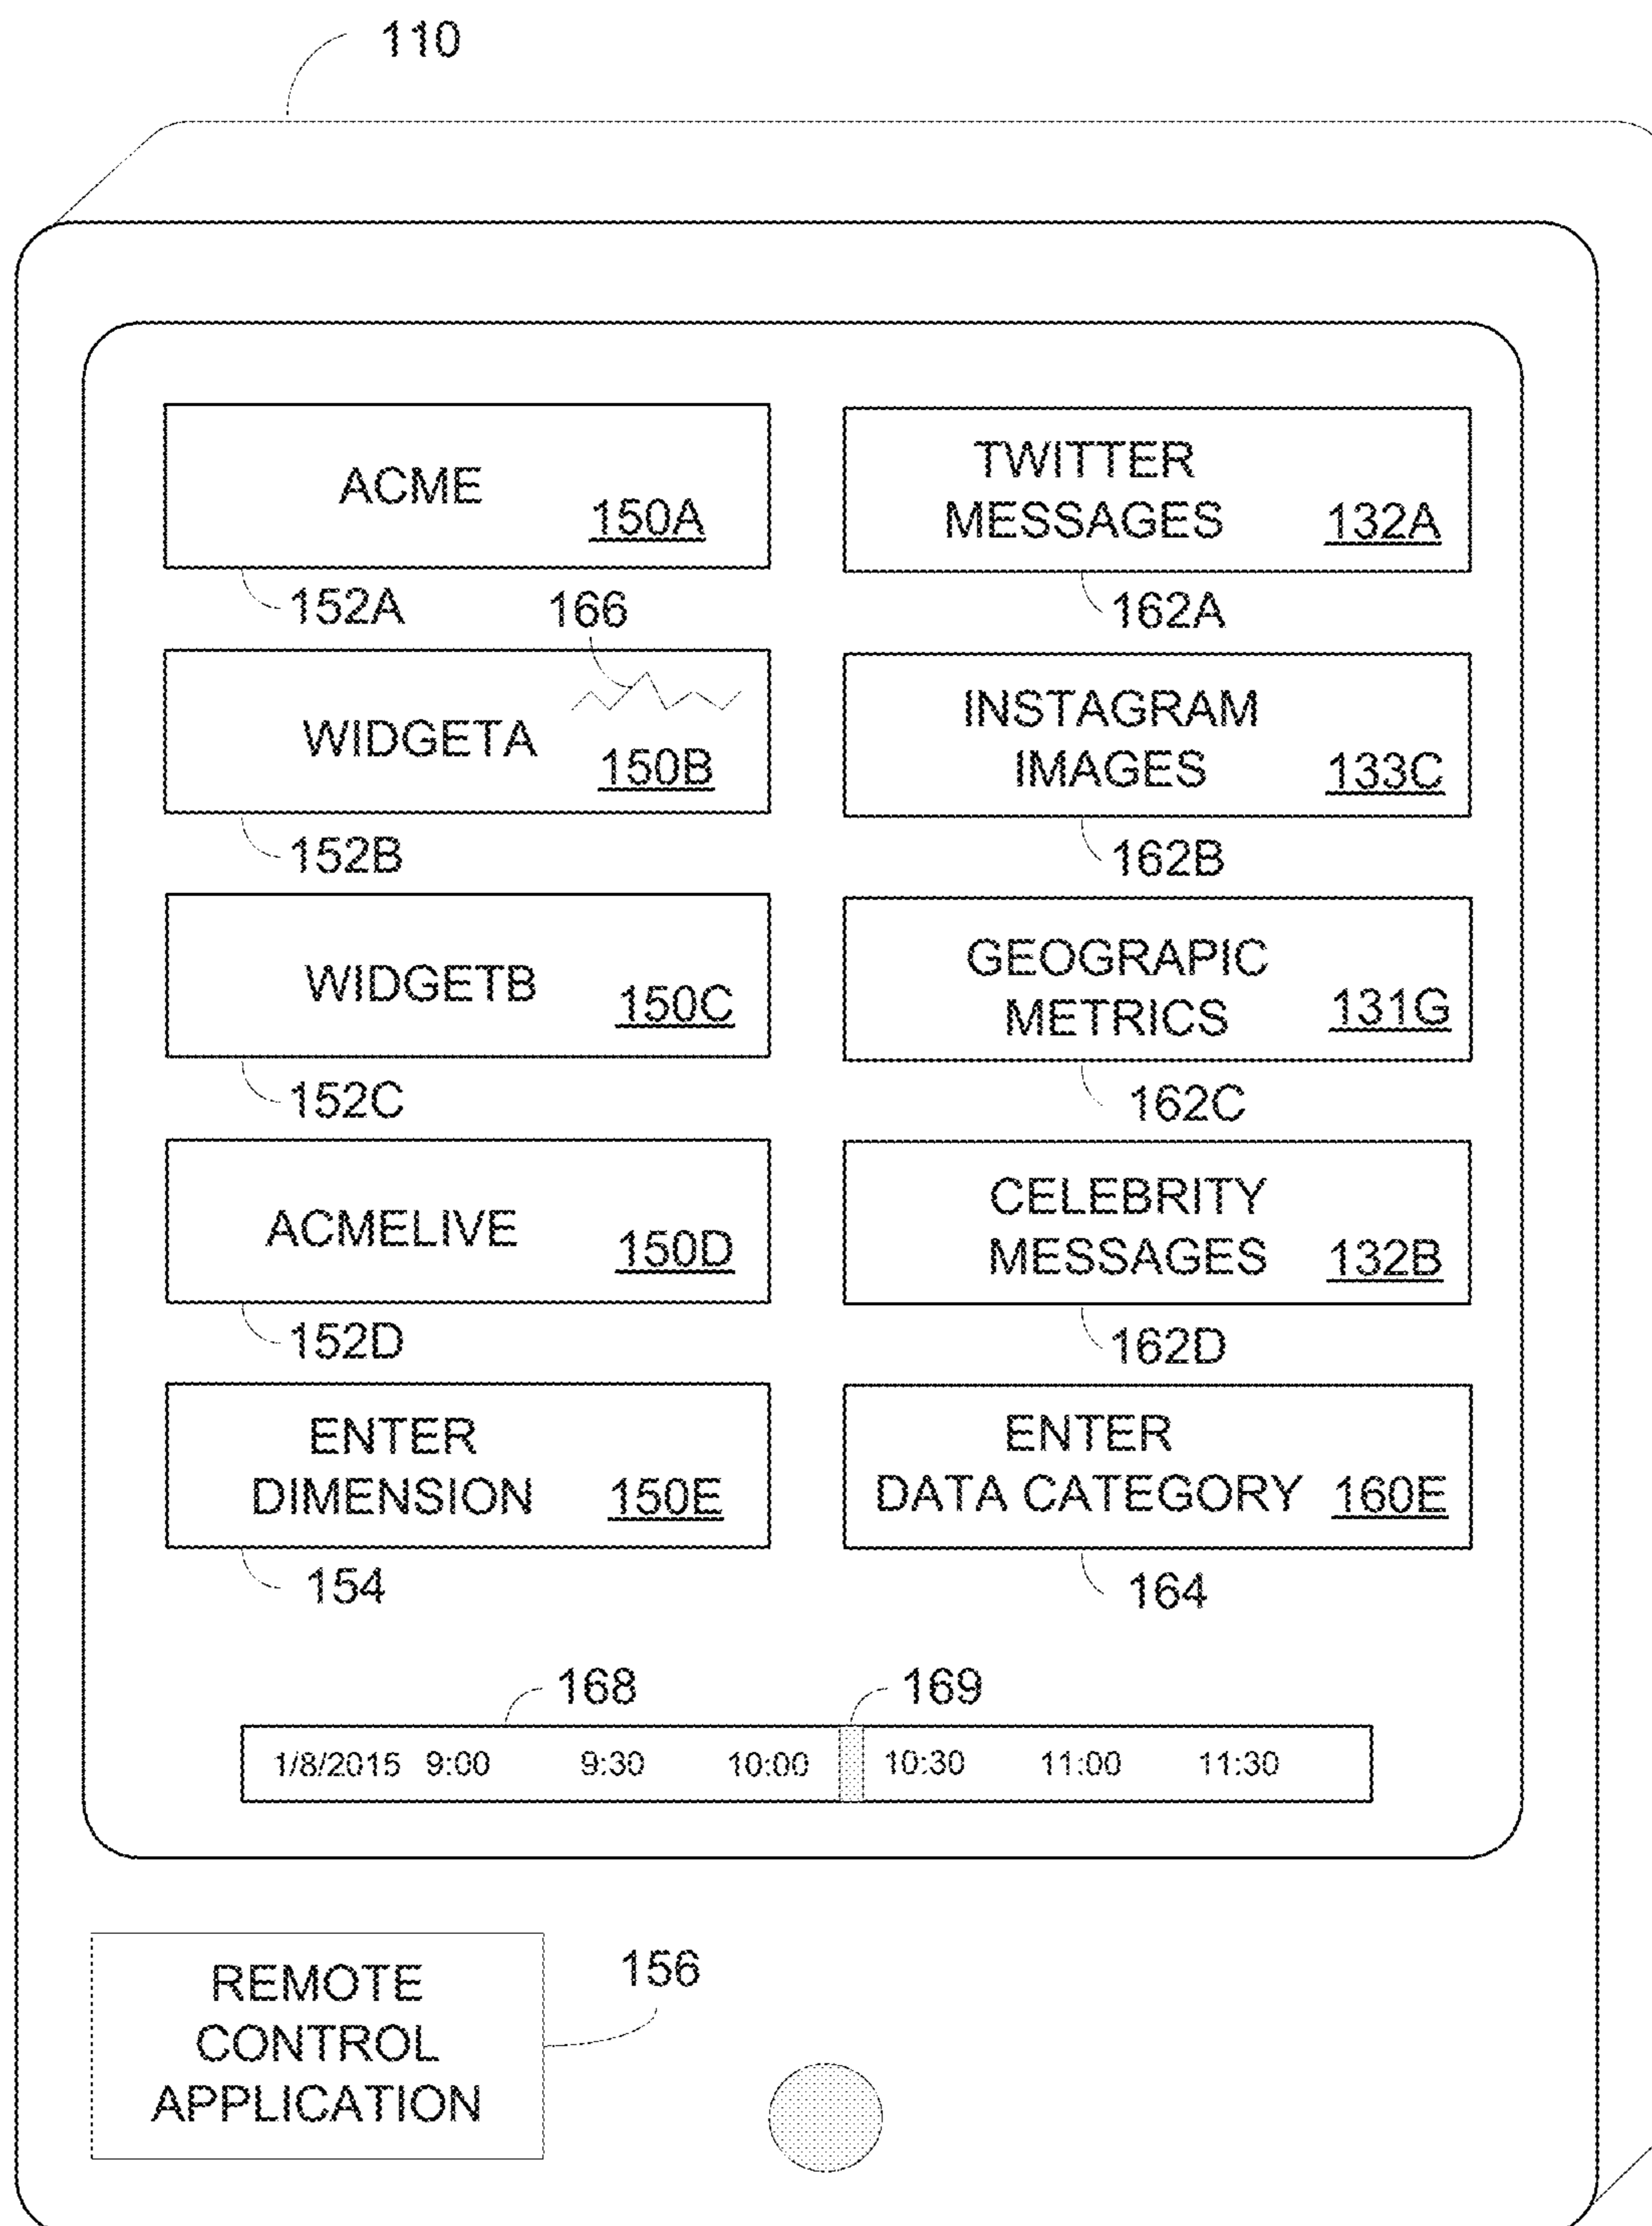 110
ACME
150A
TWITTER
MESSAGES
132A
152A
166
162A
WIDGETA
150B
INSTAGRAM
IMAGES
133C
152B
162B
WIDGETB
150C
GEOGRAPIC
METRICS
131G
152C
162C
ACMELIVE
150D
CELEBRITY
MESSAGES
132B
152D
162D
ENTER
DIMENSION
150E
ENTER
DATA CATEGORY
160E
154
164
168
169
1/8/2015 9:00 9:30 10:00 10:30 11:00 11:30
REMOTE
CONTROL
APPLICATION
156